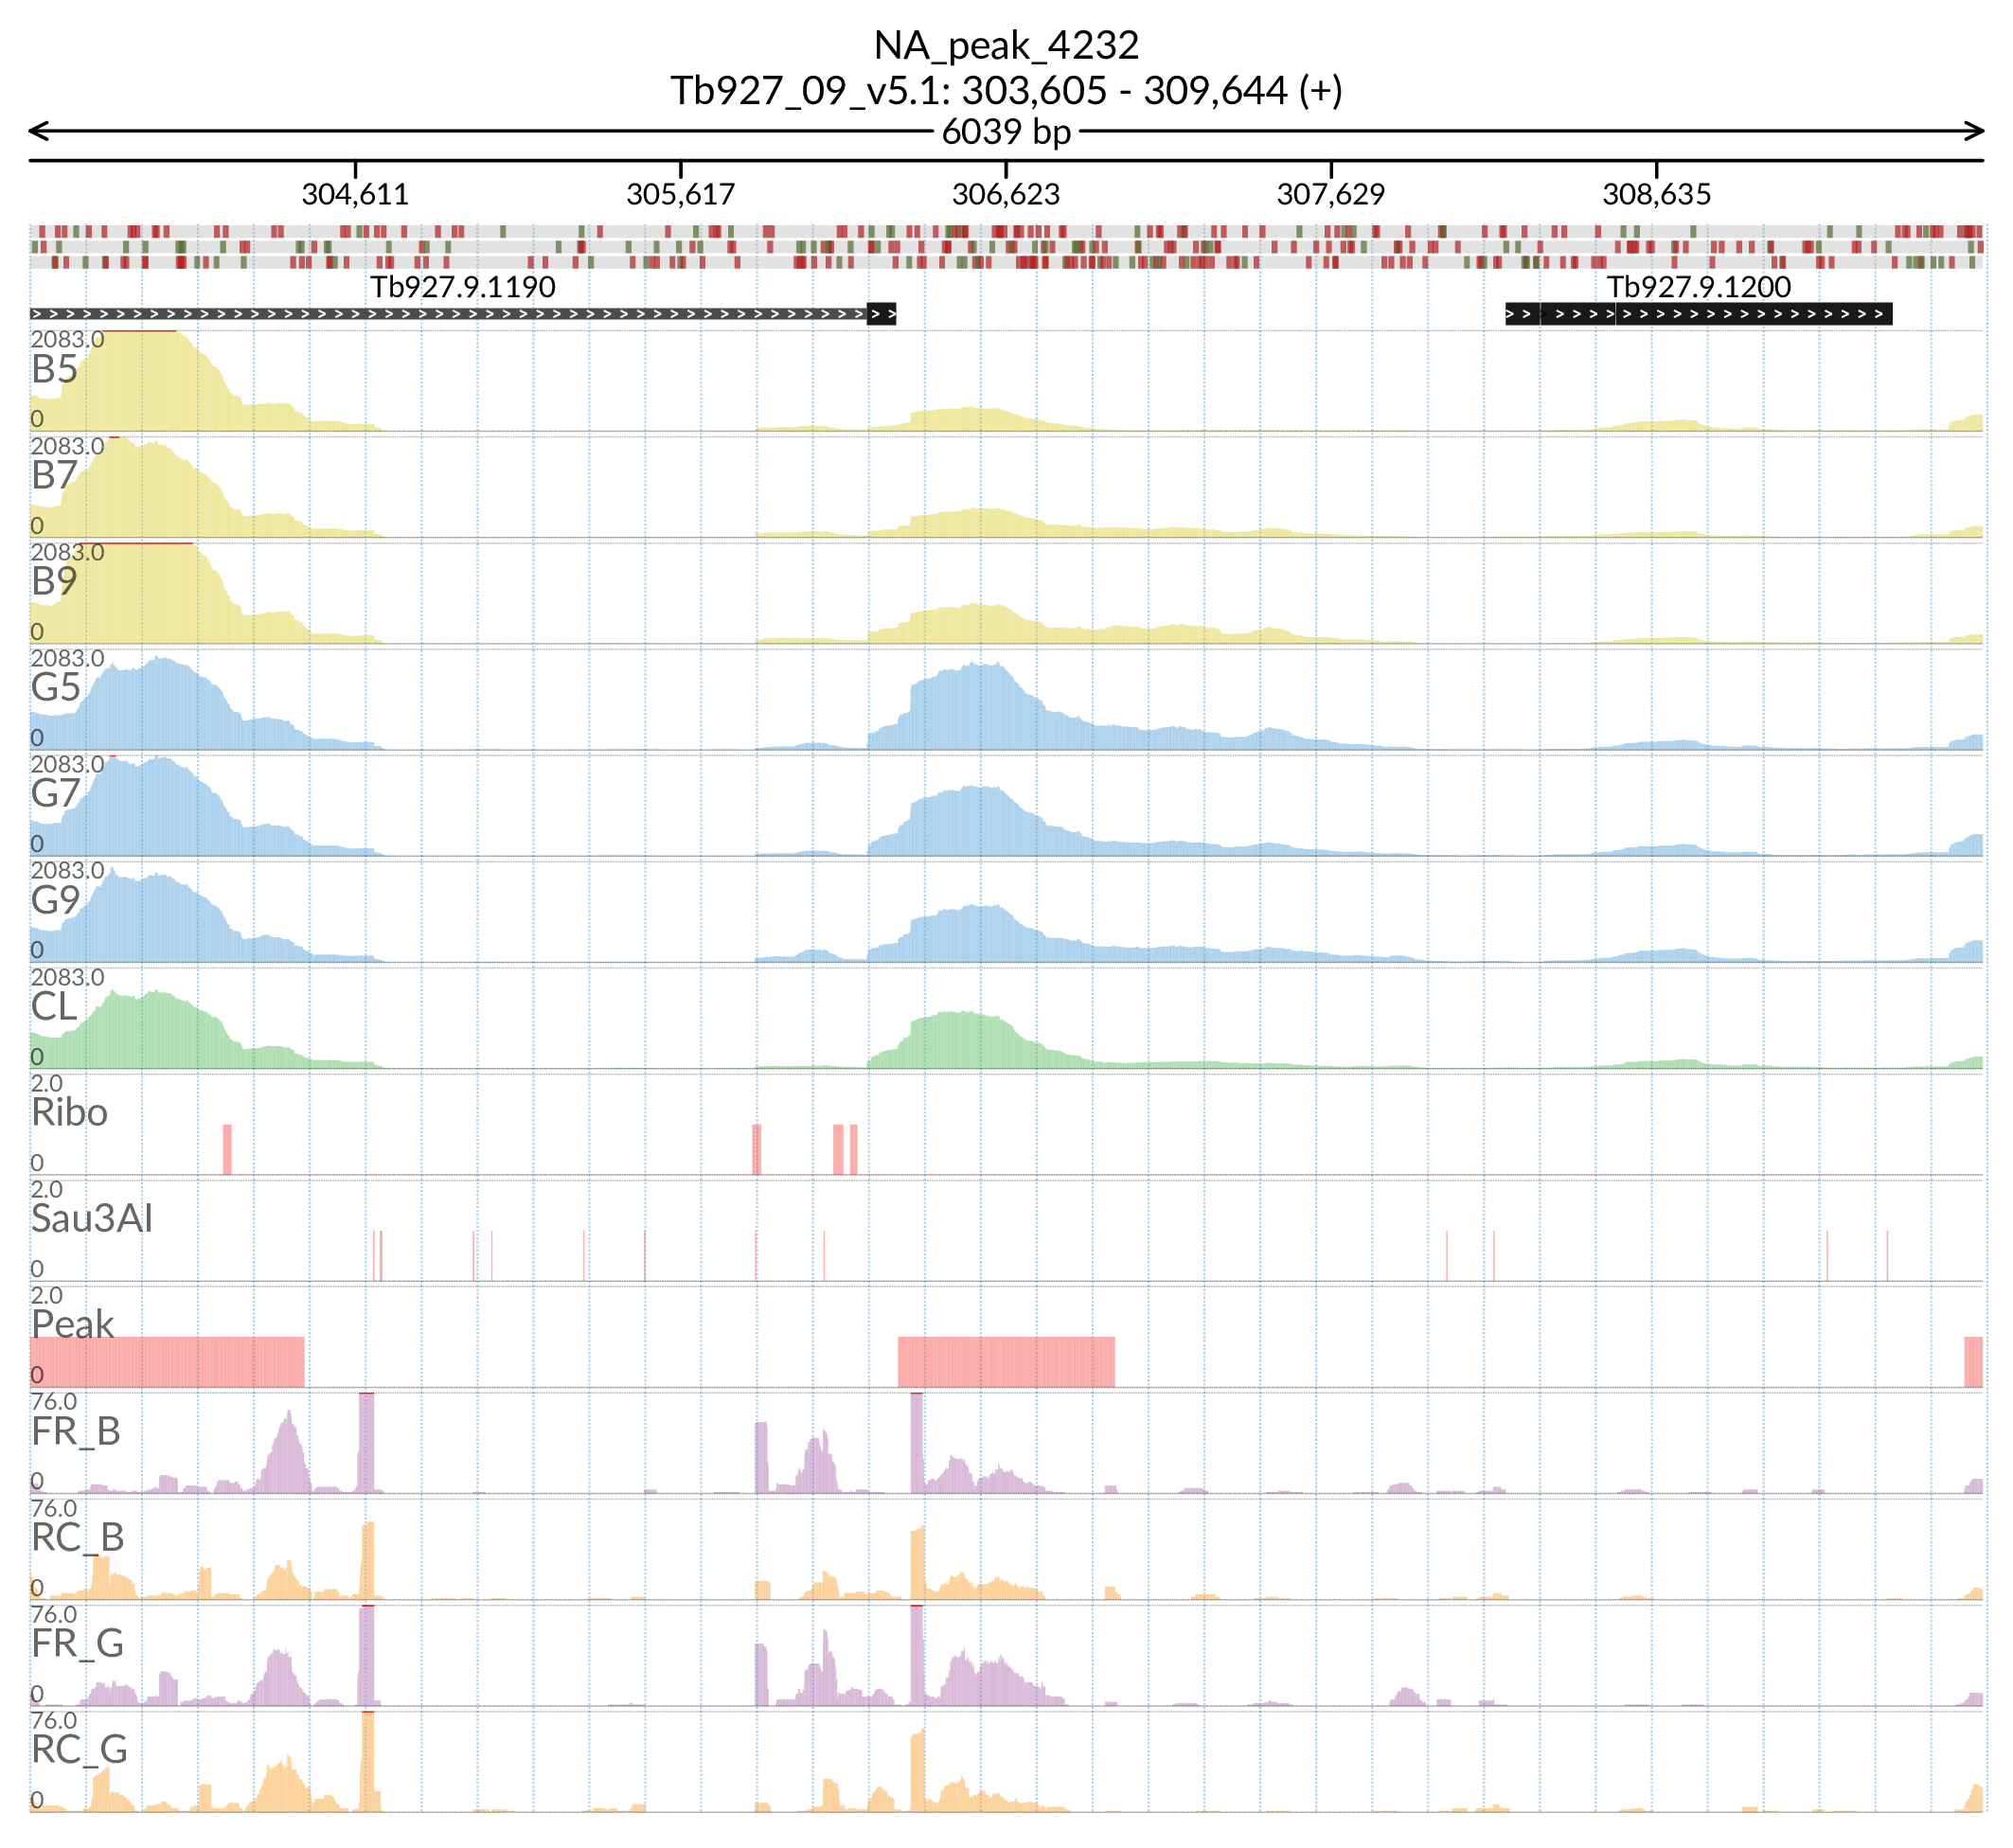 NA_peak_4232
Tb927_09_v5.1: 303,605 - 309,644 (+)
6039 bp
304,611 305,617 306,623 307,629 308,635
Tb927.9.1190 Tb927.9.1200
2083.0
B5
0
2083.0
B7
0
2083.0
B9
0
2083.0
G5
0
2083.0
G7
0
2083.0
G9
0
2083.0
CL
0
2.0
Ribo
0
2.0
Sau3AI
0
2.0
Peak
0
76.0
FR_B
0
76.0
RC_B
0
76.0
FR_G
0
76.0
RC_G
0